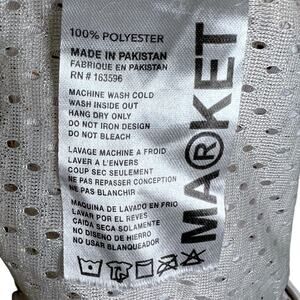 100% POLYESTER
MADE IN PAKISTAN
FABRIQUE EN PAKISTAN
RN # 163596
MACHINE WASH COLD
WASH INSIDE OUT
HANG DRY ONLY
DO NOT IRON DESIGN
DO NOT BLEACH
LAVAGE MACHINE A FROID
LAVER A L'ENVERS
COUP SEC SEULEMENT
NE PAS REPASSER CONCEPTION
NE PAS BLANCHIR
MAQUINA DE LAVADO EN FRIO
LAVAR POR EL REVES
CAIDA SECA SOLAMENTE
NO DISENO DE HIERRO
NO USAR BLANQUEADOR
MA®KET